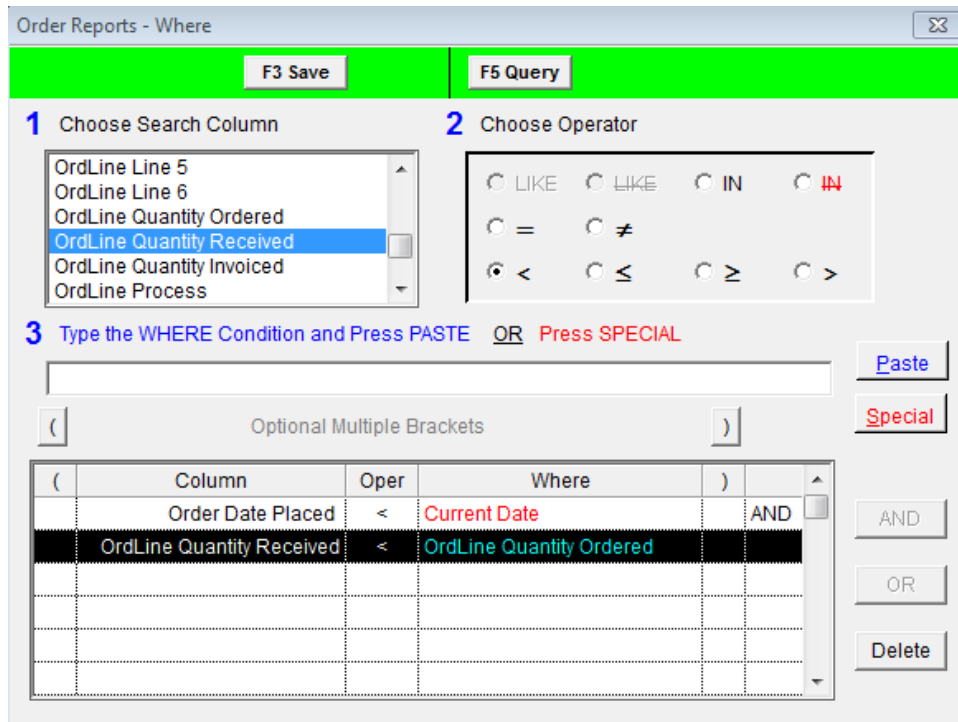 Order Reports - Where
F3 Save F5 Query
1 Choose Search Column 2 Choose Operator
OrdLine Line 5
OrdLine Line 6
OrdLine Quantity Ordered
OrdLine Quantity Received
OrdLine Quantity Invoiced
OrdLine Process
LIKE LIKE IN IN
= ≠
< ≤ ≥ >
3 Type the WHERE Condition and Press PASTE OR Press SPECIAL
Paste
( Optional Multiple Brackets )
Special
( Column Oper Where )
Order Date Placed < Current Date AND
OrdLine Quantity Received < OrdLine Quantity Ordered
AND
OR
Delete